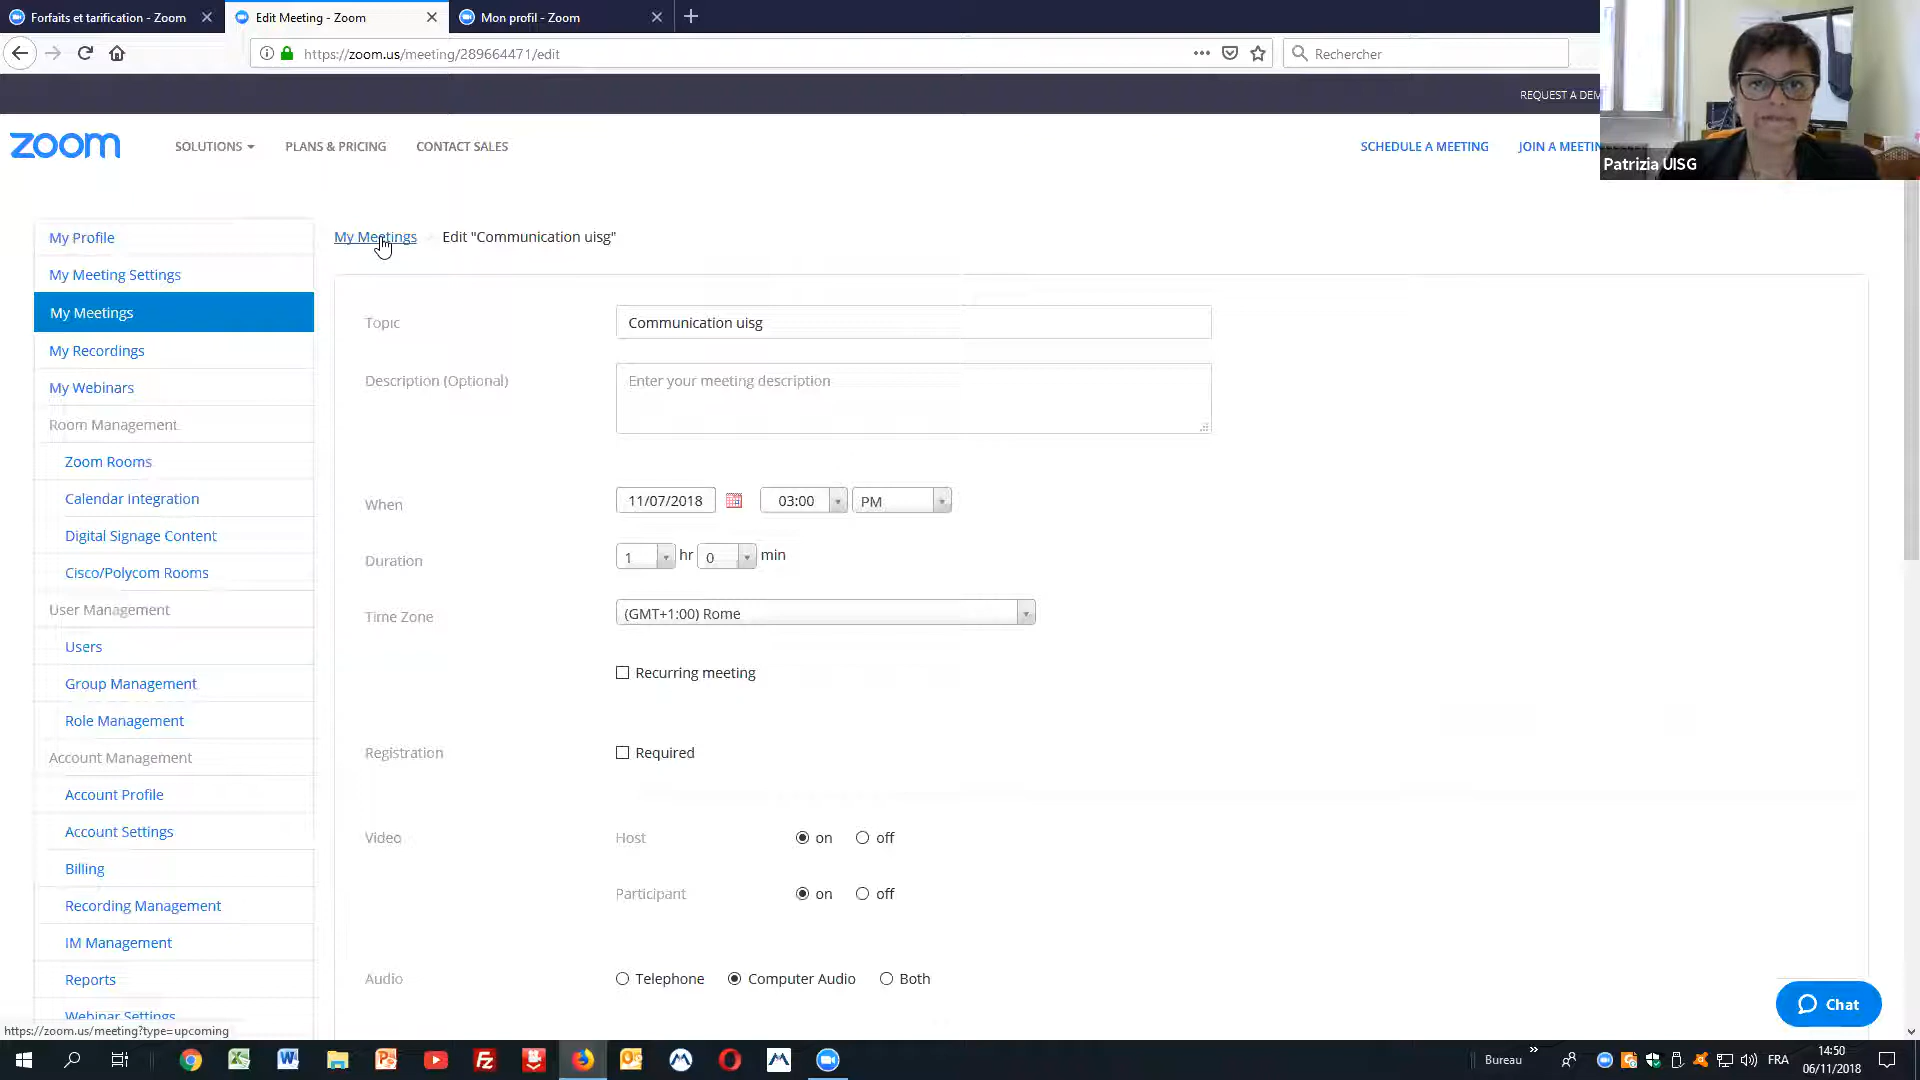 Forfaits et tarification - Zoom
Edit Meeting - Zoom
Mon profil - Zoom
https://zoom.us/meeting/289664471/edit
Rechercher
REQUEST A DEM
zoom
SOLUTIONS
PLANS & PRICING
CONTACT SALES
SCHEDULE A MEETING
JOIN A MEETIN
Patrizia UISG
My Profile
My Meeting Settings
My Meetings
My Recordings
My Webinars
Room Management
Zoom Rooms
Calendar Integration
Digital Signage Content
Cisco/Polycom Rooms
User Management
Users
Group Management
Role Management
Account Management
Account Profile
Account Settings
Billing
Recording Management
IM Management
Reports
Webinar Settings
My Meetings
Edit "Communication uisg"
Topic
Communication uisg
Description (Optional)
Enter your meeting description
When
11/07/2018
03:00
PM
Duration
1 hr 0 min
Time Zone
(GMT+1:00) Rome
Recurring meeting
Registration
Required
Video
Host
on off
Participant
on off
Audio
Telephone Computer Audio Both
Chat
https://zoom.us/meeting?type=upcoming
Bureau
FRA
14:50
06/11/2018